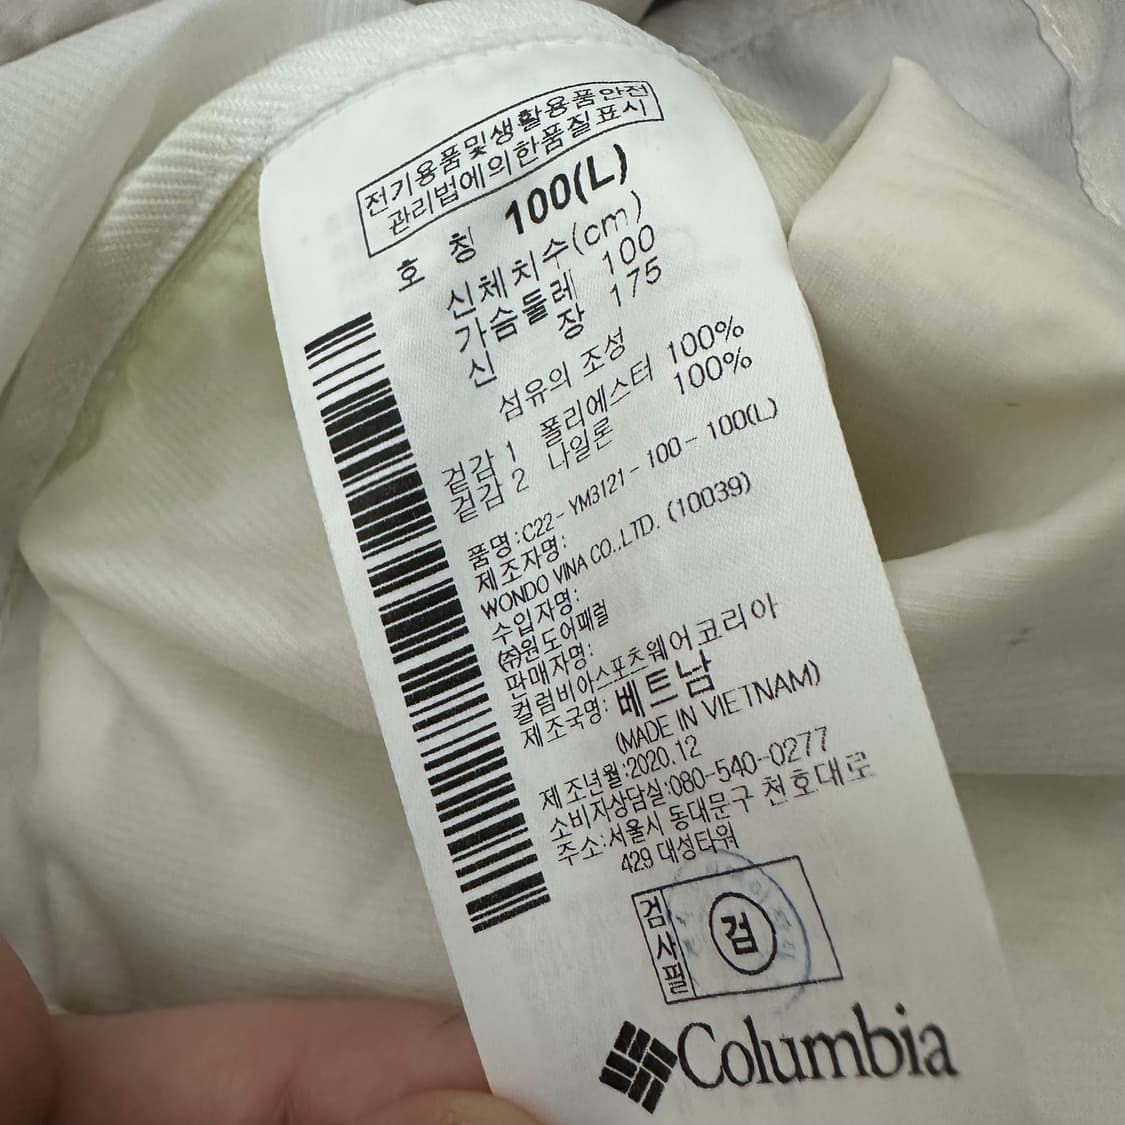 전기용품및생활용품안전
관리법에의한품질표시
호 칭 100(L)
신체치수(cm)
가슴둘레 100
신 장 175
섬유의 조성
겉감 1 폴리에스터 100%
겉감 2 나일론 100%
품명:C22-YM3121-100-100(L)
제조자명:
WONDO VINA CO.,LTD. (10039)
수입자명:
(주)원도어패럴
판매자명:
컬럼비아스포츠웨어코리아
제조국명: 베트남
(MADE IN VIETNAM)
제조년월:2020.12
소비자상담실:080-540-0277
주소:서울시 동대문구 천호대로
429 대성타워
검사필
검
Columbia